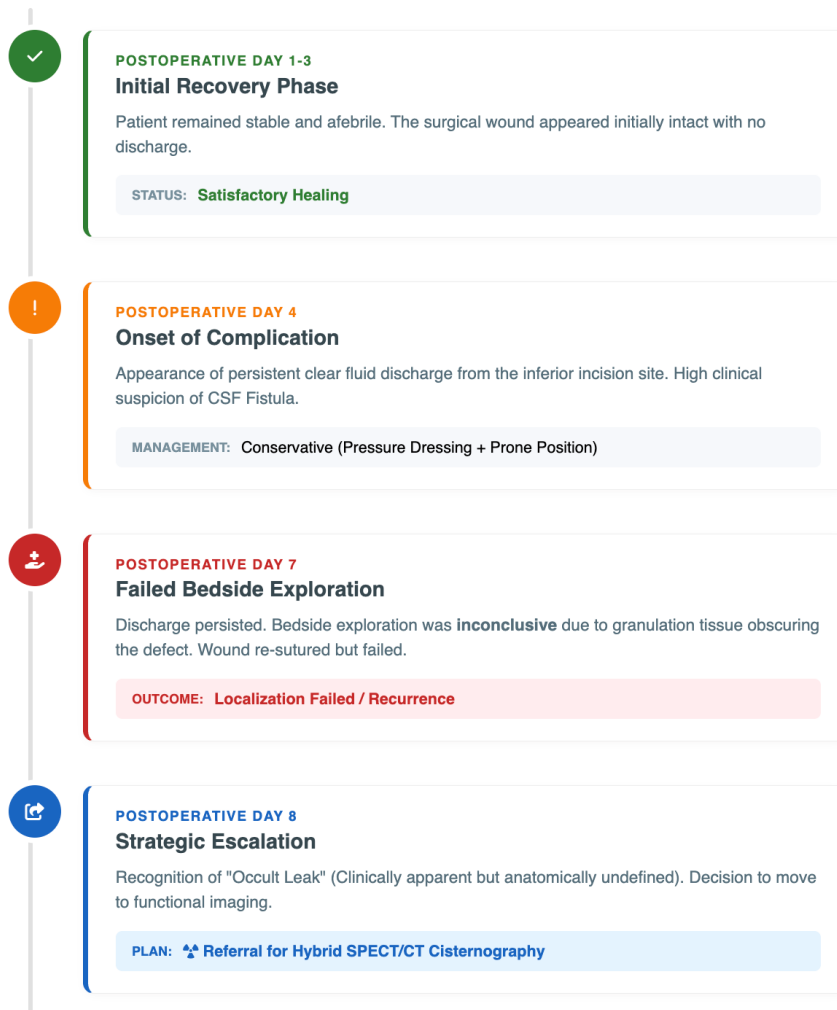 POSTOPERATIVE DAY 1-3
Initial Recovery Phase
Patient remained stable and afebrile. The surgical wound appeared initially intact with no
discharge.
STATUS: Satisfactory Healing
POSTOPERATIVE DAY 4
Onset of Complication
Appearance of persistent clear fluid discharge from the inferior incision site. High clinical
suspicion of CSF Fistula.
MANAGEMENT: Conservative (Pressure Dressing + Prone Position)
POSTOPERATIVE DAY 7
Failed Bedside Exploration
Discharge persisted. Bedside exploration was inconclusive due to granulation tissue obscuring
the defect. Wound re-sutured but failed.
OUTCOME: Localization Failed / Recurrence
POSTOPERATIVE DAY 8
Strategic Escalation
Recognition of "Occult Leak" (Clinically apparent but anatomically undefined). Decision to move
to functional imaging.
PLAN: Referral for Hybrid SPECT/CT Cisternography